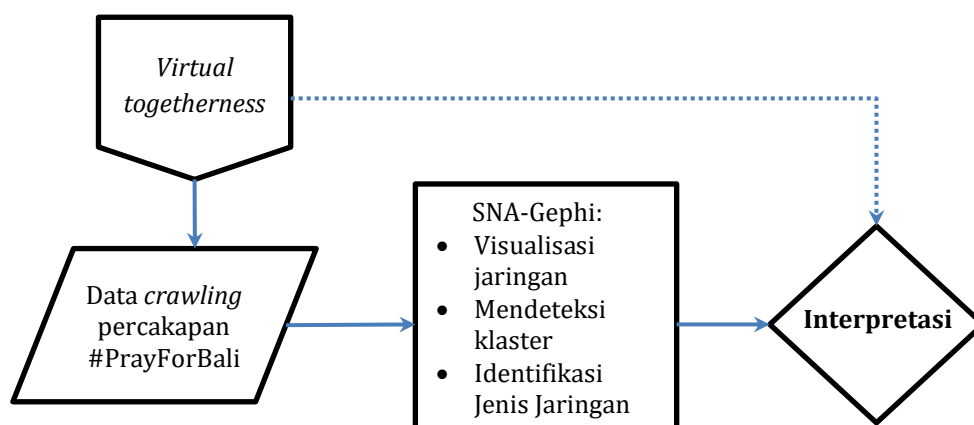 Virtual
togetherness
Data crawling
percakapan
#PrayForBali
SNA-Gephi:
• Visualisasi
jaringan
• Mendeteksi
klaster
• Identifikasi
Jenis Jaringan
Interpretasi